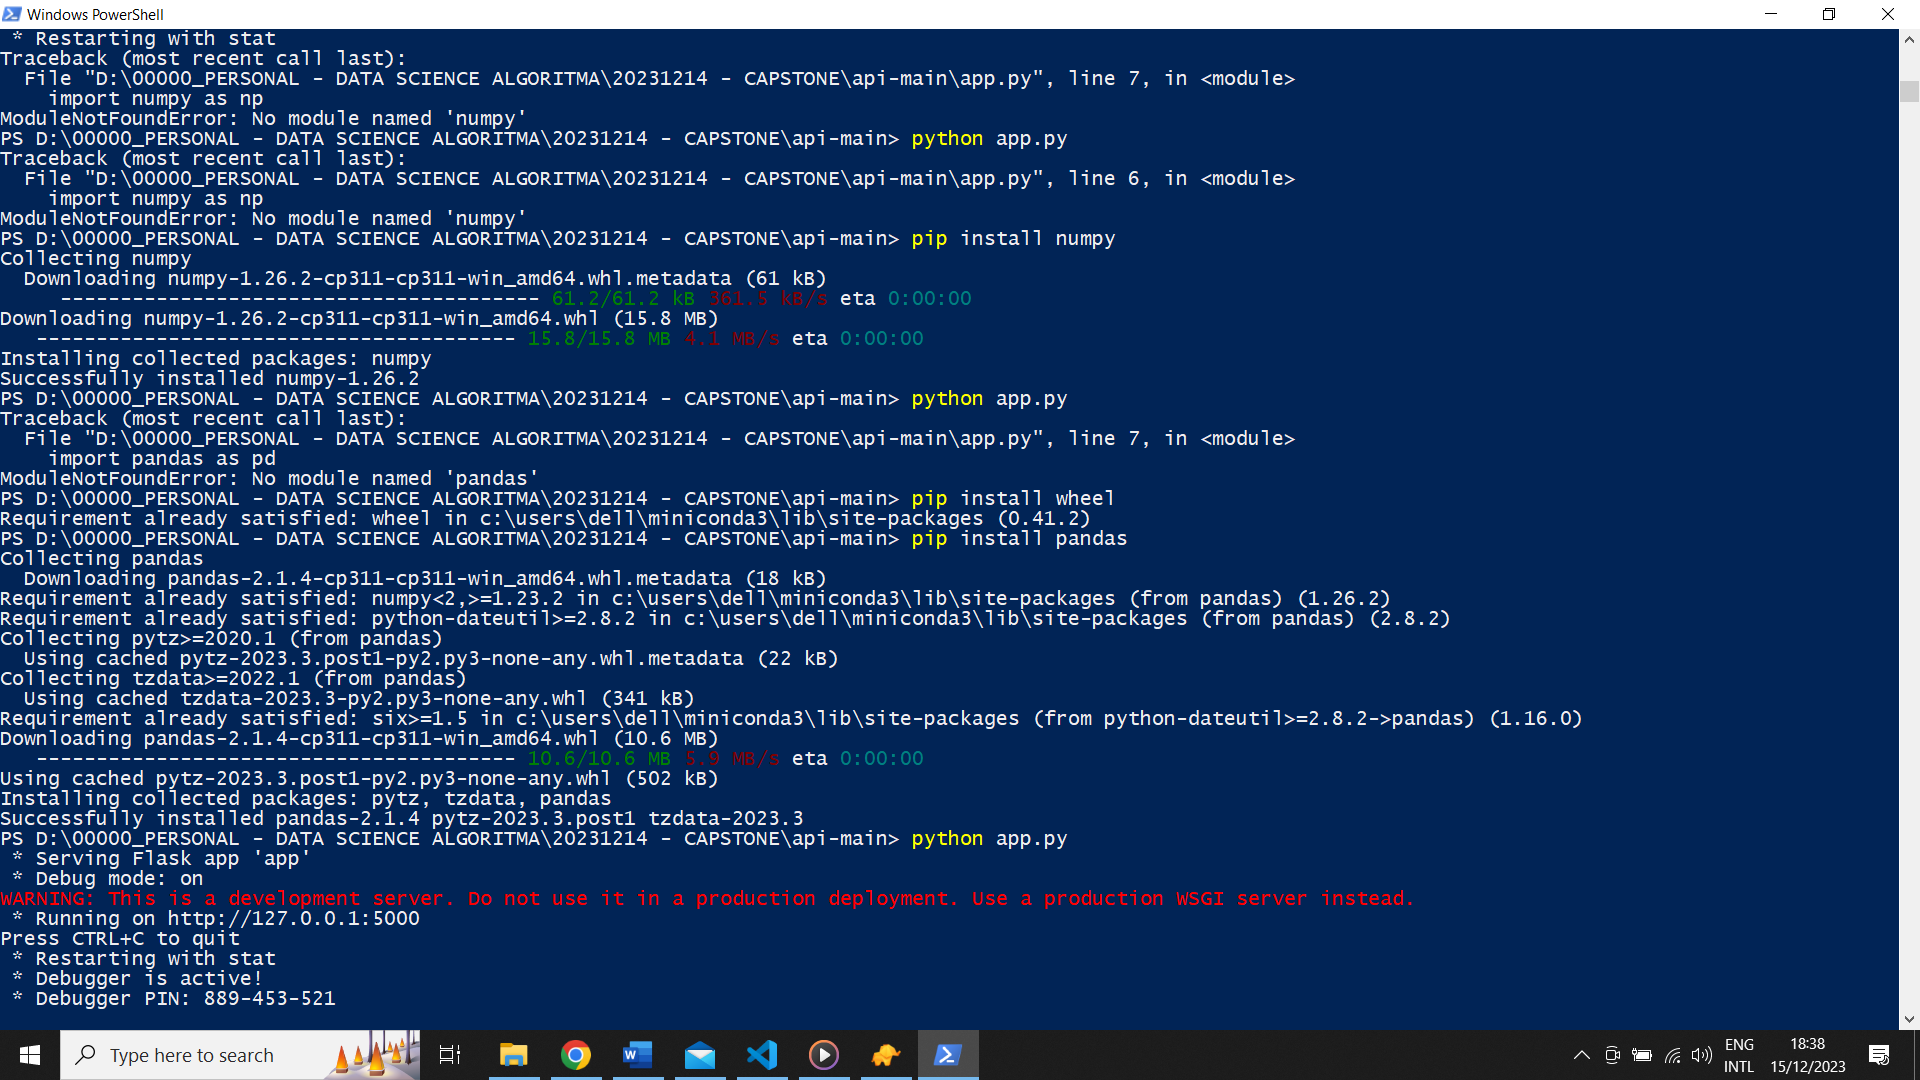 Windows PowerShell
 * Restarting with stat
Traceback (most recent call last):
  File "D:\00000_PERSONAL - DATA SCIENCE ALGORITMA\20231214 - CAPSTONE\api-main\app.py", line 7, in <module>
    import numpy as np
ModuleNotFoundError: No module named 'numpy'
PS D:\00000_PERSONAL - DATA SCIENCE ALGORITMA\20231214 - CAPSTONE\api-main> python app.py
Traceback (most recent call last):
  File "D:\00000_PERSONAL - DATA SCIENCE ALGORITMA\20231214 - CAPSTONE\api-main\app.py", line 6, in <module>
    import numpy as np
ModuleNotFoundError: No module named 'numpy'
PS D:\00000_PERSONAL - DATA SCIENCE ALGORITMA\20231214 - CAPSTONE\api-main> pip install numpy
Collecting numpy
  Downloading numpy-1.26.2-cp311-cp311-win_amd64.whl.metadata (61 kB)
     ---------------------------------------- 61.2/61.2 kB 361.5 kB/s eta 0:00:00
Downloading numpy-1.26.2-cp311-cp311-win_amd64.whl (15.8 MB)
   ---------------------------------------- 15.8/15.8 MB 4.1 MB/s eta 0:00:00
Installing collected packages: numpy
Successfully installed numpy-1.26.2
PS D:\00000_PERSONAL - DATA SCIENCE ALGORITMA\20231214 - CAPSTONE\api-main> python app.py
Traceback (most recent call last):
  File "D:\00000_PERSONAL - DATA SCIENCE ALGORITMA\20231214 - CAPSTONE\api-main\app.py", line 7, in <module>
    import pandas as pd
ModuleNotFoundError: No module named 'pandas'
PS D:\00000_PERSONAL - DATA SCIENCE ALGORITMA\20231214 - CAPSTONE\api-main> pip install wheel
Requirement already satisfied: wheel in c:\users\dell\miniconda3\lib\site-packages (0.41.2)
PS D:\00000_PERSONAL - DATA SCIENCE ALGORITMA\20231214 - CAPSTONE\api-main> pip install pandas
Collecting pandas
  Downloading pandas-2.1.4-cp311-cp311-win_amd64.whl.metadata (18 kB)
Requirement already satisfied: numpy<2,>=1.23.2 in c:\users\dell\miniconda3\lib\site-packages (from pandas) (1.26.2)
Requirement already satisfied: python-dateutil>=2.8.2 in c:\users\dell\miniconda3\lib\site-packages (from pandas) (2.8.2)
Collecting pytz>=2020.1 (from pandas)
  Using cached pytz-2023.3.post1-py2.py3-none-any.whl.metadata (22 kB)
Collecting tzdata>=2022.1 (from pandas)
  Using cached tzdata-2023.3-py2.py3-none-any.whl (341 kB)
Requirement already satisfied: six>=1.5 in c:\users\dell\miniconda3\lib\site-packages (from python-dateutil>=2.8.2->pandas) (1.16.0)
Downloading pandas-2.1.4-cp311-cp311-win_amd64.whl (10.6 MB)
   ---------------------------------------- 10.6/10.6 MB 5.9 MB/s eta 0:00:00
Using cached pytz-2023.3.post1-py2.py3-none-any.whl (502 kB)
Installing collected packages: pytz, tzdata, pandas
Successfully installed pandas-2.1.4 pytz-2023.3.post1 tzdata-2023.3
PS D:\00000_PERSONAL - DATA SCIENCE ALGORITMA\20231214 - CAPSTONE\api-main> python app.py
 * Serving Flask app 'app'
 * Debug mode: on
WARNING: This is a development server. Do not use it in a production deployment. Use a production WSGI server instead.
 * Running on http://127.0.0.1:5000
Press CTRL+C to quit
 * Restarting with stat
 * Debugger is active!
 * Debugger PIN: 889-453-521
Type here to search
ENG
INTL
18:38
15/12/2023